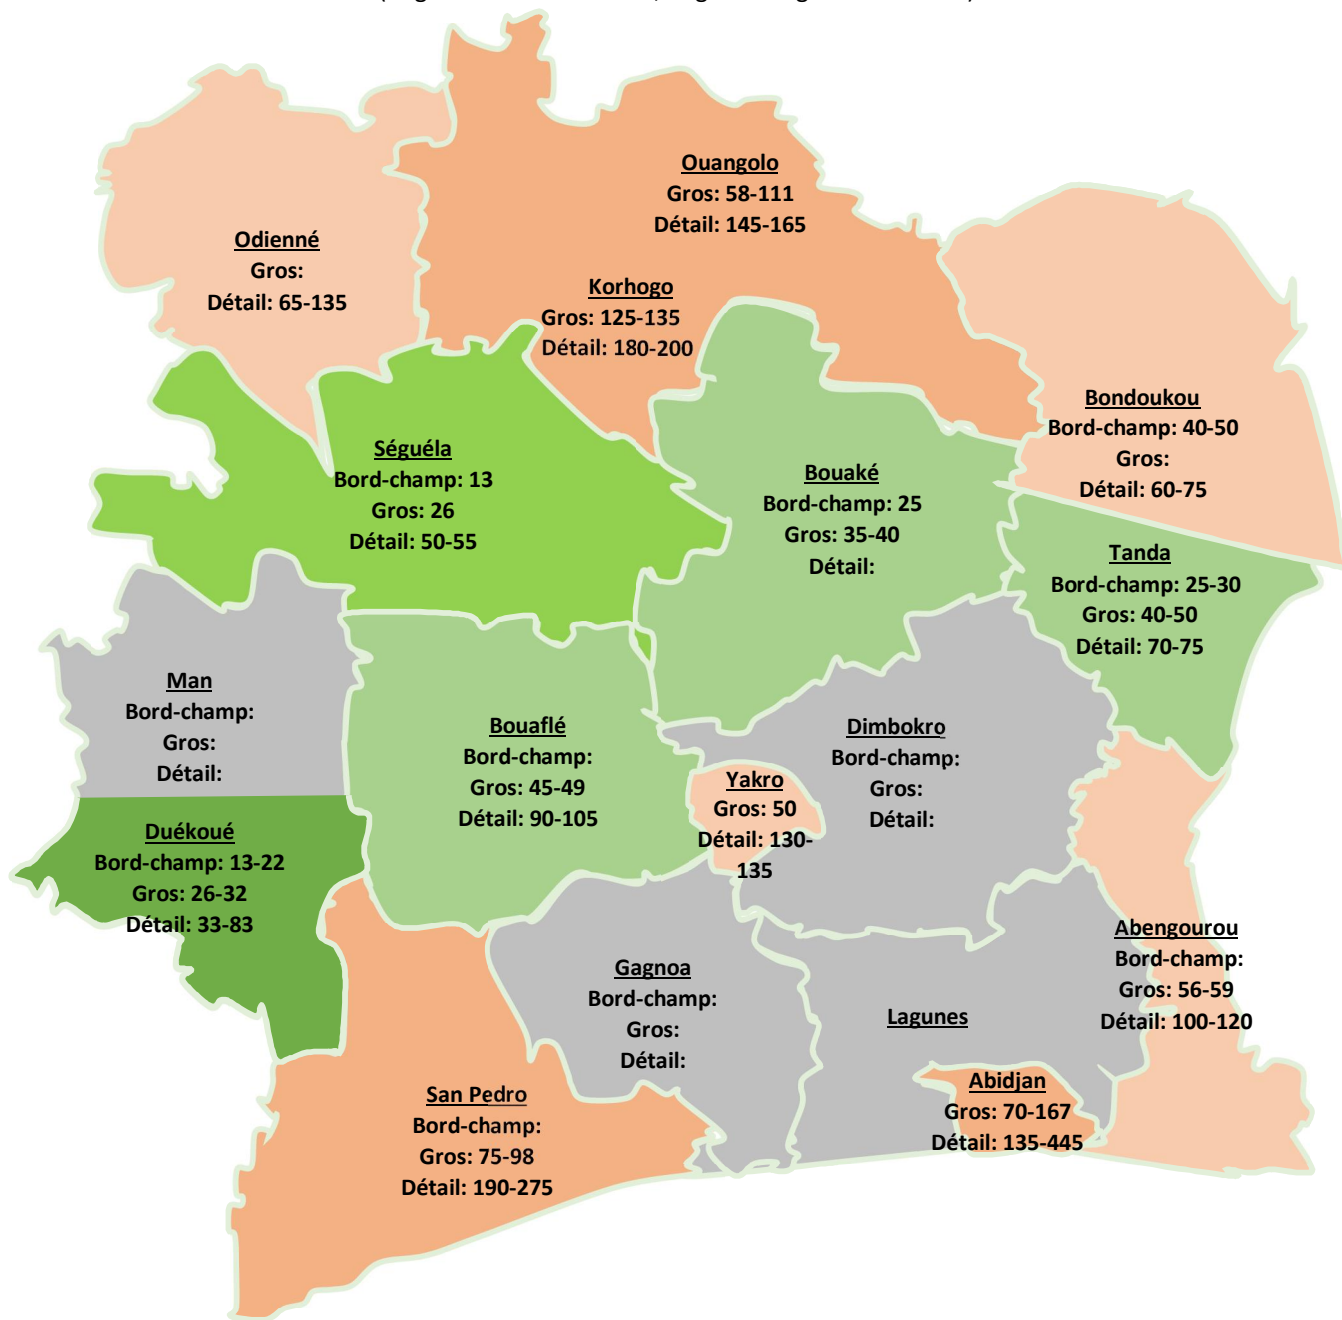 Ouangolo
Gros: 58-111
Détail: 145-165
Odienné
Gros:
Détail: 65-135
Korhogo
Gros: 125-135
Détail: 180-200
Bondoukou
Bord-champ: 40-50
Gros:
Détail: 60-75
Séguéla
Bord-champ: 13
Gros: 26
Détail: 50-55
Bouaké
Bord-champ: 25
Gros: 35-40
Détail:
Tanda
Bord-champ: 25-30
Gros: 40-50
Détail: 70-75
Man
Bord-champ:
Gros:
Détail:
Bouaflé
Bord-champ:
Gros: 45-49
Détail: 90-105
Dimbokro
Bord-champ:
Gros:
Détail:
Yakro
Gros: 50
Détail: 130-
135
Duékoué
Bord-champ: 13-22
Gros: 26-32
Détail: 33-83
Abengourou
Bord-champ:
Gros: 56-59
Détail: 100-120
Gagnoa
Bord-champ:
Gros:
Détail:
Lagunes
Abidjan
Gros: 70-167
Détail: 135-445
San Pedro
Bord-champ:
Gros: 75-98
Détail: 190-275